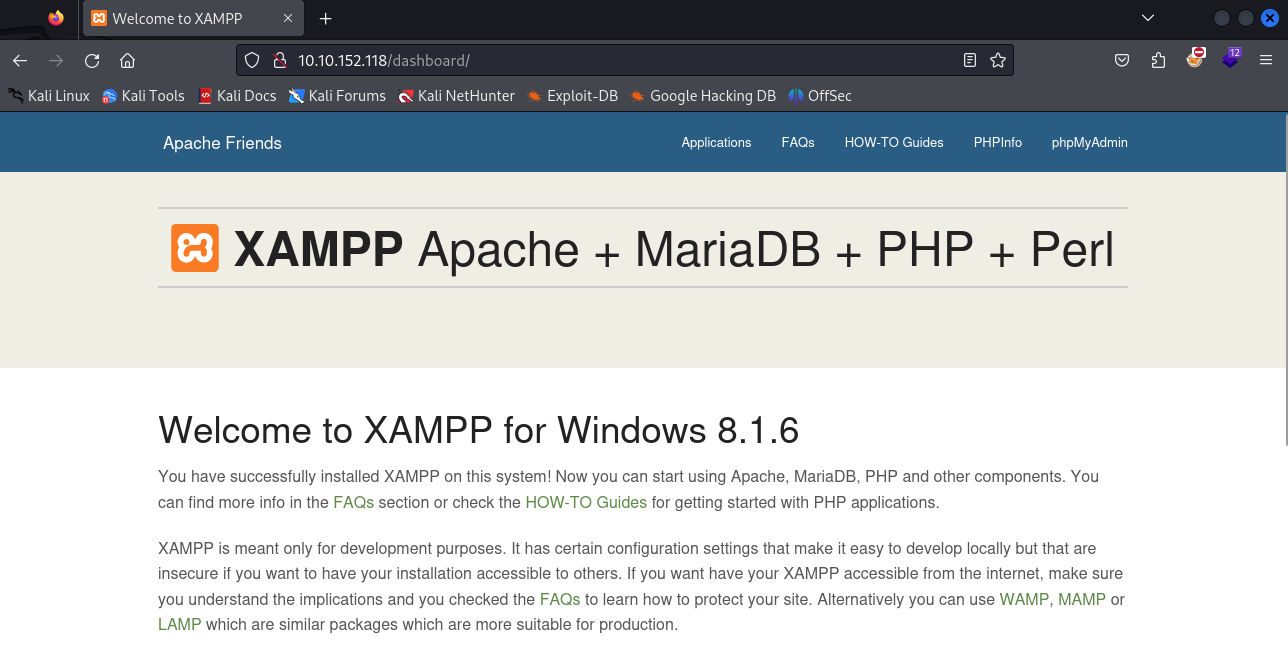 Welcome to XAMPP
10.10.152.118/dashboard/
12
Kali Linux Kali Tools Kali Docs Kali Forums Kali NetHunter Exploit-DB Google Hacking DB OffSec
Apache Friends Applications FAQs HOW-TO Guides PHPInfo phpMyAdmin
XAMPP Apache + MariaDB + PHP + Perl
Welcome to XAMPP for Windows 8.1.6
You have successfully installed XAMPP on this system! Now you can start using Apache, MariaDB, PHP and other components. You
can find more info in the FAQs section or check the HOW-TO Guides for getting started with PHP applications.
XAMPP is meant only for development purposes. It has certain configuration settings that make it easy to develop locally but that are
insecure if you want to have your installation accessible to others. If you want have your XAMPP accessible from the internet, make sure
you understand the implications and you checked the FAQs to learn how to protect your site. Alternatively you can use WAMP, MAMP or
LAMP which are similar packages which are more suitable for production.